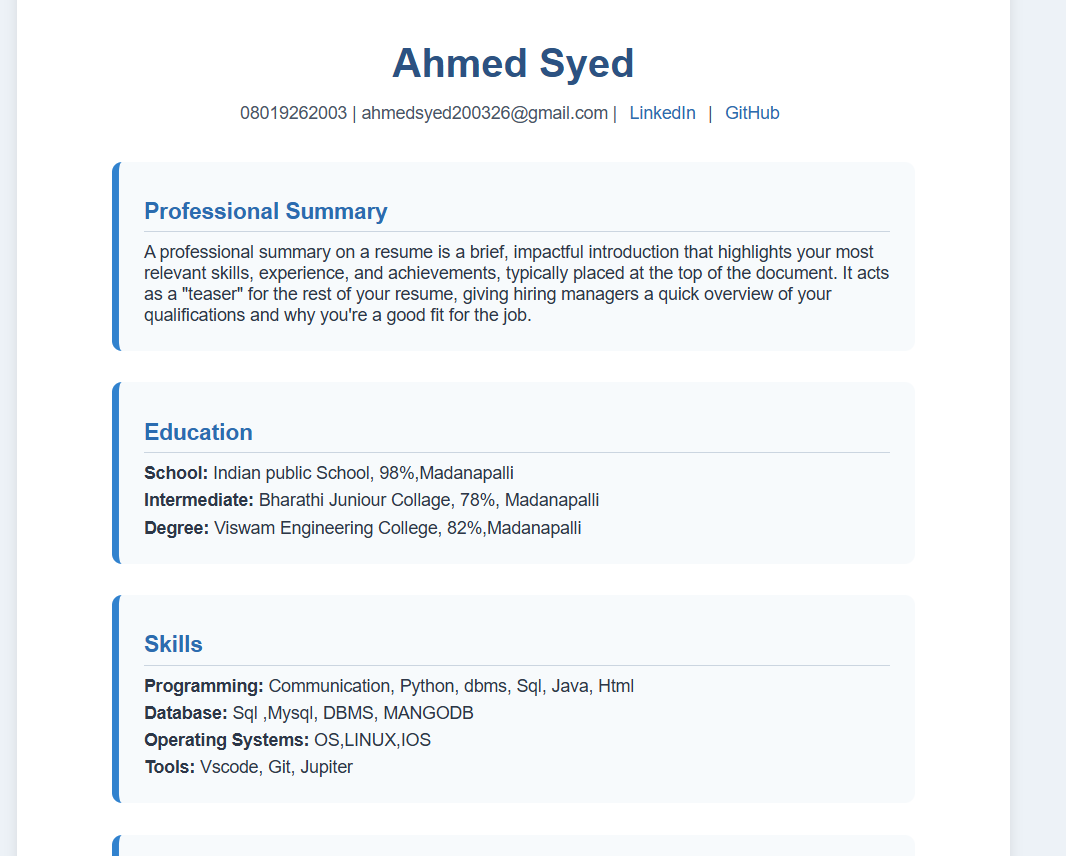 Ahmed Syed
08019262003 | ahmedsyed200326@gmail.com | LinkedIn | GitHub
Professional Summary
A professional summary on a resume is a brief, impactful introduction that highlights your most
relevant skills, experience, and achievements, typically placed at the top of the document. It acts
as a "teaser" for the rest of your resume, giving hiring managers a quick overview of your
qualifications and why you're a good fit for the job.
Education
School: Indian public School, 98%,Madanapalli
Intermediate: Bharathi Juniour Collage, 78%, Madanapalli
Degree: Viswam Engineering College, 82%,Madanapalli
Skills
Programming: Communication, Python, dbms, Sql, Java, Html
Database: Sql ,Mysql, DBMS, MANGODB
Operating Systems: OS,LINUX,IOS
Tools: Vscode, Git, Jupiter